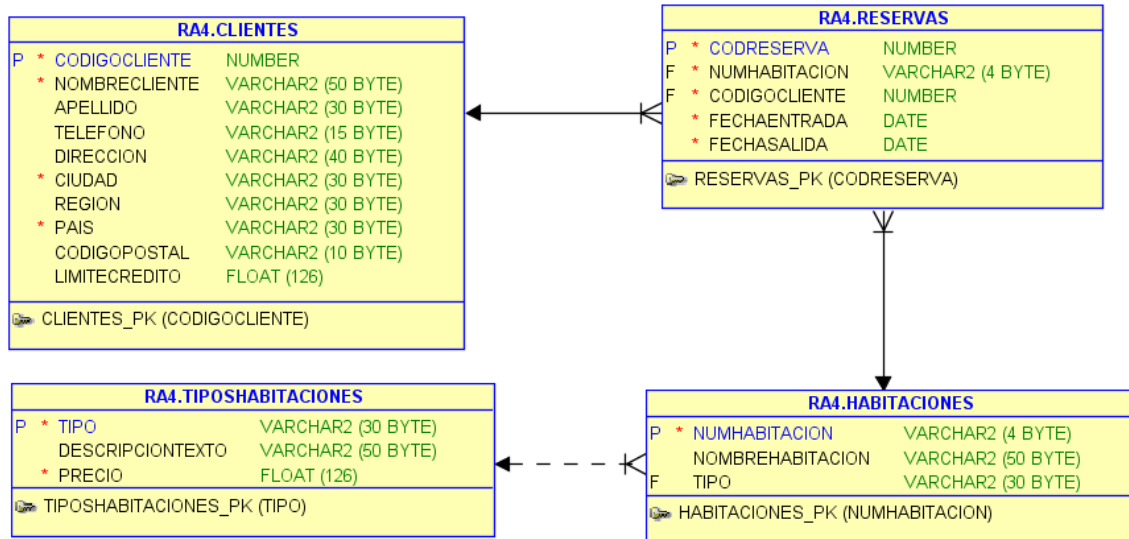 RA4.CLIENTES
P * CODIGOCLIENTE NUMBER
* NOMBRECLIENTE VARCHAR2 (50 BYTE)
APELLIDO VARCHAR2 (30 BYTE)
TELEFONO VARCHAR2 (15 BYTE)
DIRECCION VARCHAR2 (40 BYTE)
* CIUDAD VARCHAR2 (30 BYTE)
REGION VARCHAR2 (30 BYTE)
* PAIS VARCHAR2 (30 BYTE)
CODIGOPOSTAL VARCHAR2 (10 BYTE)
LIMITECREDITO FLOAT (126)
CLIENTES_PK (CODIGOCLIENTE)
RA4.RESERVAS
P * CODRESERVA NUMBER
F * NUMHABITACION VARCHAR2 (4 BYTE)
F * CODIGOCLIENTE NUMBER
* FECHAENTRADA DATE
* FECHASALIDA DATE
RESERVAS_PK (CODRESERVA)
RA4.TIPOSHABITACIONES
P * TIPO VARCHAR2 (30 BYTE)
DESCRIPCIONTEXTO VARCHAR2 (50 BYTE)
* PRECIO FLOAT (126)
TIPOSHABITACIONES_PK (TIPO)
RA4.HABITACIONES
P * NUMHABITACION VARCHAR2 (4 BYTE)
NOMBREHABITACION VARCHAR2 (50 BYTE)
F TIPO VARCHAR2 (30 BYTE)
HABITACIONES_PK (NUMHABITACION)